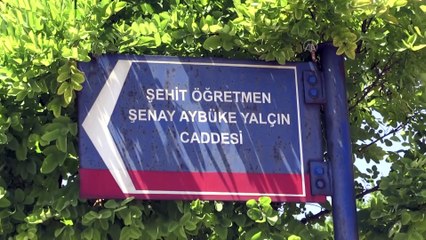 ŞEHİT ÖĞRETMEN
ŞENAY AYBÜKE YALÇIN
CADDESİ